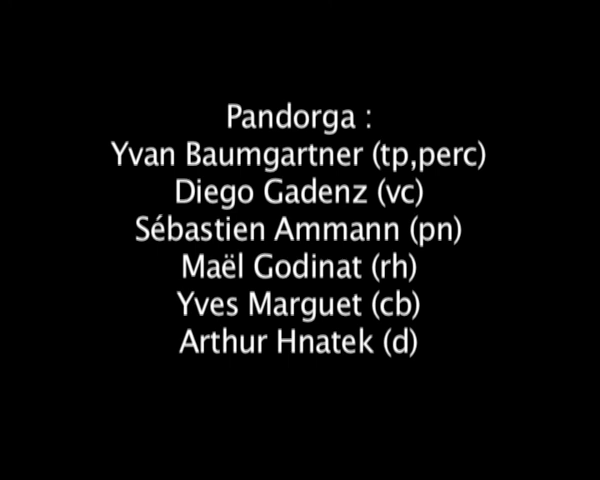 Pandorga :
Yvan Baumgartner (tp,perc)
Diego Gadenz (vc)
Sébastien Ammann (pn)
Maël Godinat (rh)
Yves Marguet (cb)
Arthur Hnatek (d)